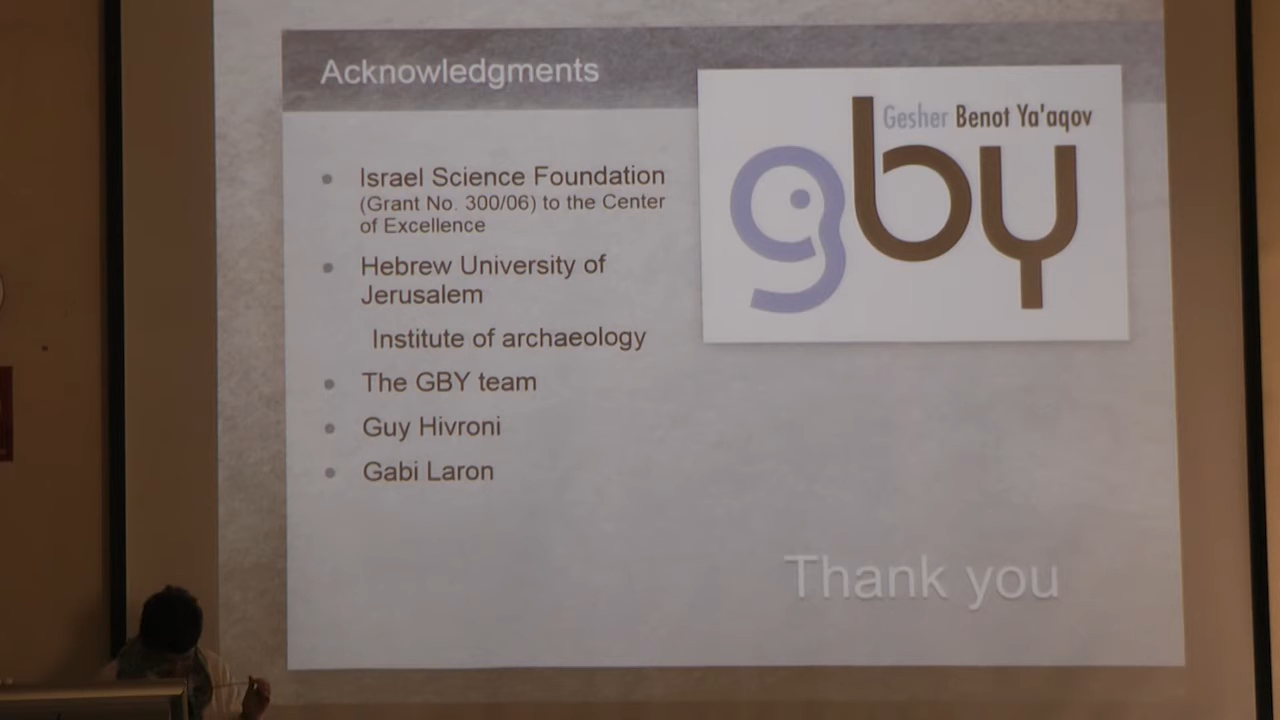 Acknowledgments
Gesher Benot Ya'aqov
gby
Israel Science Foundation
(Grant No. 300/06) to the Center
of Excellence
Hebrew University of
Jerusalem
Institute of archaeology
The GBY team
Guy Hivroni
Gabi Laron
Thank you